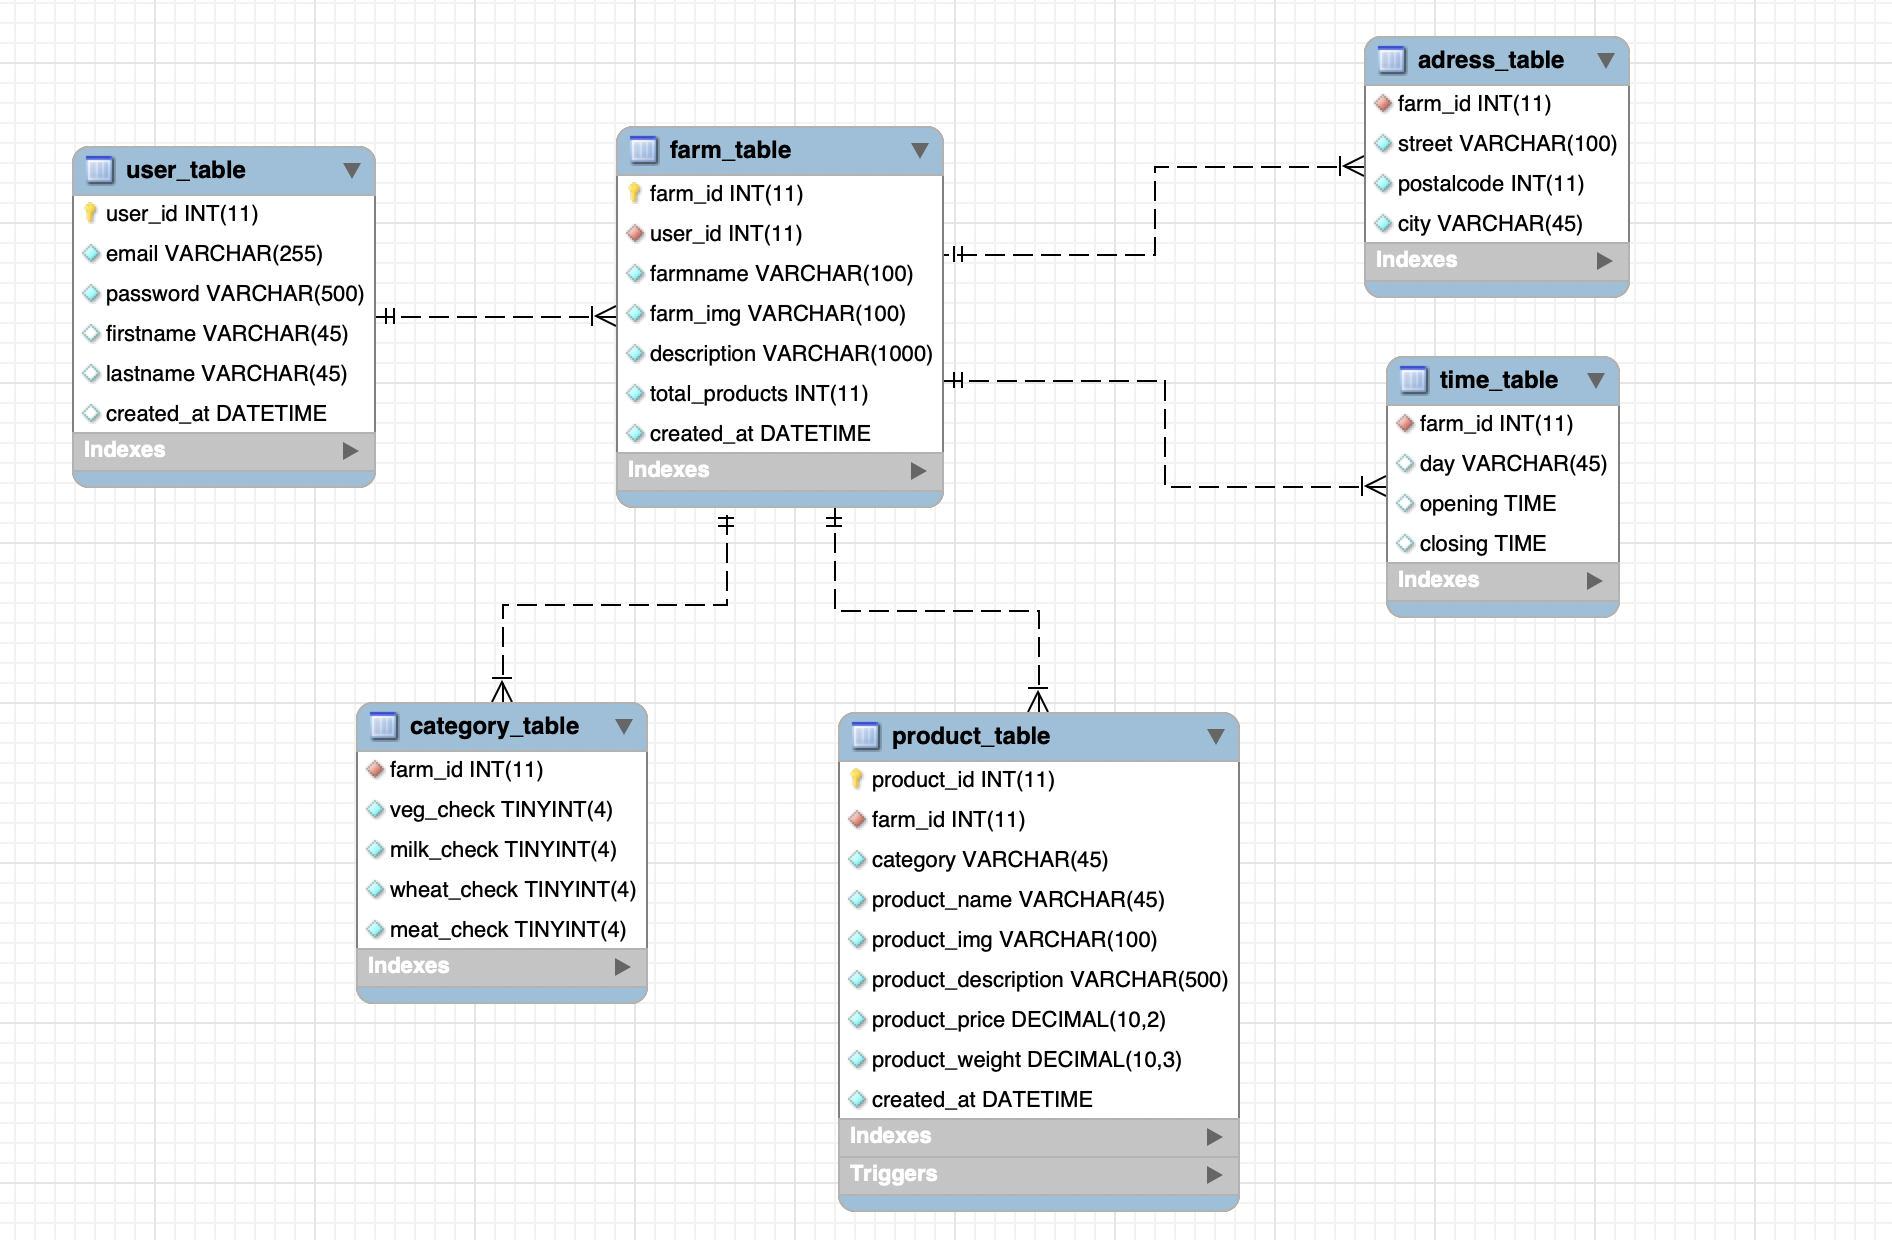 user_table
user_id INT(11)
email VARCHAR(255)
password VARCHAR(500)
firstname VARCHAR(45)
lastname VARCHAR(45)
created_at DATETIME
Indexes
farm_table
farm_id INT(11)
user_id INT(11)
farmname VARCHAR(100)
farm_img VARCHAR(100)
description VARCHAR(1000)
total_products INT(11)
created_at DATETIME
Indexes
adress_table
farm_id INT(11)
street VARCHAR(100)
postalcode INT(11)
city VARCHAR(45)
Indexes
time_table
farm_id INT(11)
day VARCHAR(45)
opening TIME
closing TIME
Indexes
category_table
farm_id INT(11)
veg_check TINYINT(4)
milk_check TINYINT(4)
wheat_check TINYINT(4)
meat_check TINYINT(4)
Indexes
product_table
product_id INT(11)
farm_id INT(11)
category VARCHAR(45)
product_name VARCHAR(45)
product_img VARCHAR(100)
product_description VARCHAR(500)
product_price DECIMAL(10,2)
product_weight DECIMAL(10,3)
created_at DATETIME
Indexes
Triggers